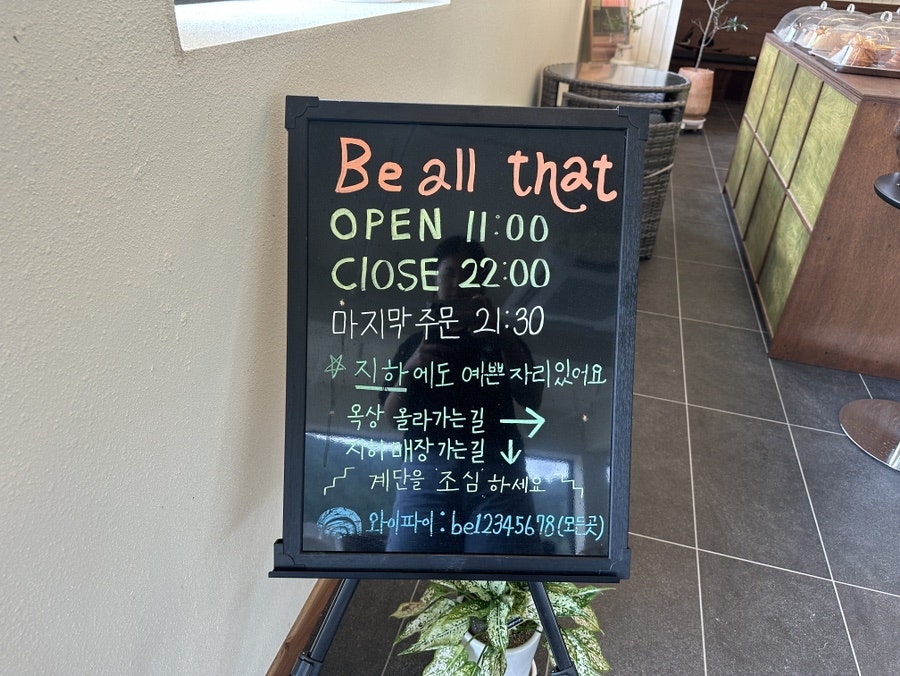 Be all that
OPEN 11:00
ClOSE 22:00
마지막 주문 21:30
☆ 지하에도 예쁜 자리있어요
옥상 올라가는길 →
지하 매장 가는길 ↓
계단을 조심하세요
와이파이: be12345678(모든곳)